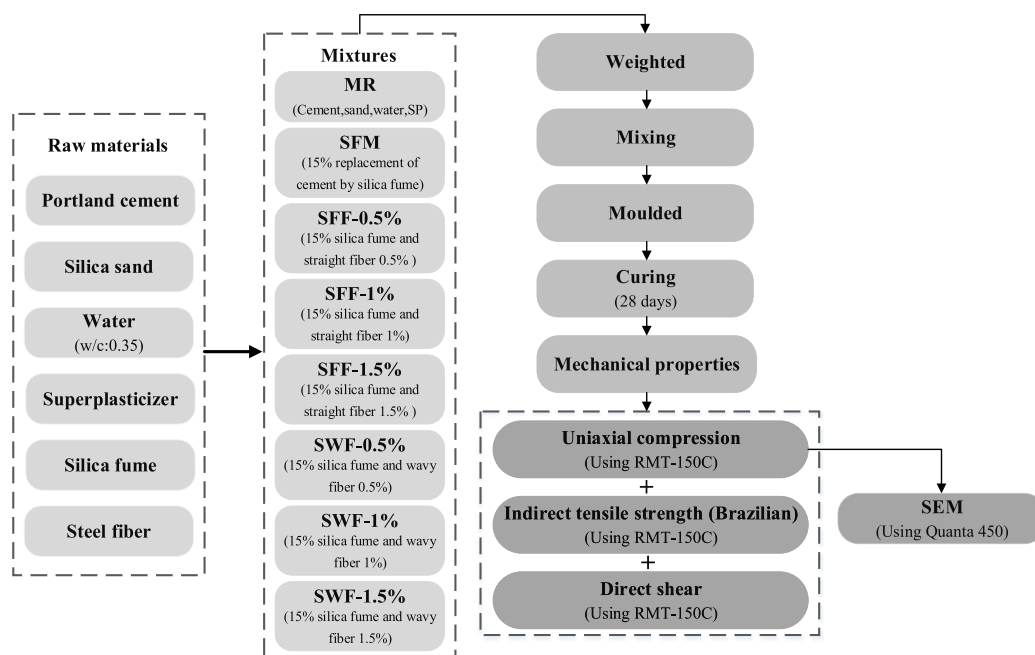 Raw materials
Portland cement
Silica sand
Water
(w/c:0.35)
Superplasticizer
Silica fume
Steel fiber
Mixtures
MR
(Cement,sand,water,SP)
SFM
(15% replacement of
cement by silica fume)
SFF-0.5%
(15% silica fume and
straight fiber 0.5% )
SFF-1%
(15% silica fume and
straight fiber 1%)
SFF-1.5%
(15% silica fume and
straight fiber 1.5% )
SWF-0.5%
(15% silica fume and wavy
fiber 0.5%)
SWF-1%
(15% silica fume and wavy
fiber 1%)
SWF-1.5%
(15% silica fume and wavy
fiber 1.5%)
Weighted
Mixing
Moulded
Curing
(28 days)
Mechanical properties
Uniaxial compression
(Using RMT-150C)
+
Indirect tensile strength (Brazilian)
(Using RMT-150C)
+
Direct shear
(Using RMT-150C)
SEM
(Using Quanta 450)